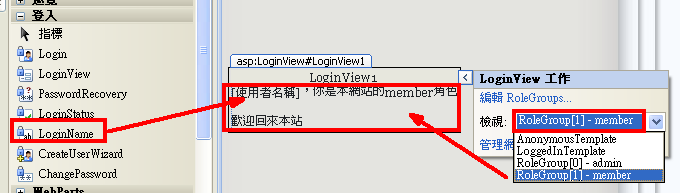 導覽
登入
指標
Login
LoginView
PasswordRecovery
LoginStatus
LoginName
CreateUserWizard
ChangePassword
WebParts
asp:LoginView#LoginView1
LoginView1
[使用者名稱],你是本網站的member角色
歡迎回來本站
LoginView 工作
編輯 RoleGroups...
檢視: RoleGroup[1] - member
管理網
AnonymousTemplate
LoggedInTemplate
RoleGroup[0] - admin
RoleGroup[1] - member